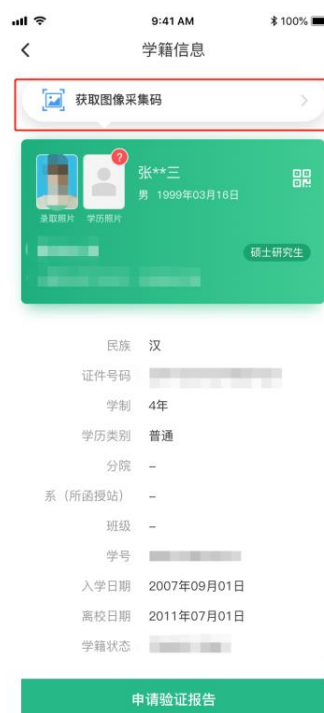 9:41 AM
100%
学籍信息
获取图像采集码
?
张**三
男 1999年03月16日
录取照片 学历照片
硕士研究生
民族 汉
证件号码
学制 4年
学历类别 普通
分院 –
系（所函授站） –
班级 –
学号
入学日期 2007年09月01日
离校日期 2011年07月01日
学籍状态
申请验证报告